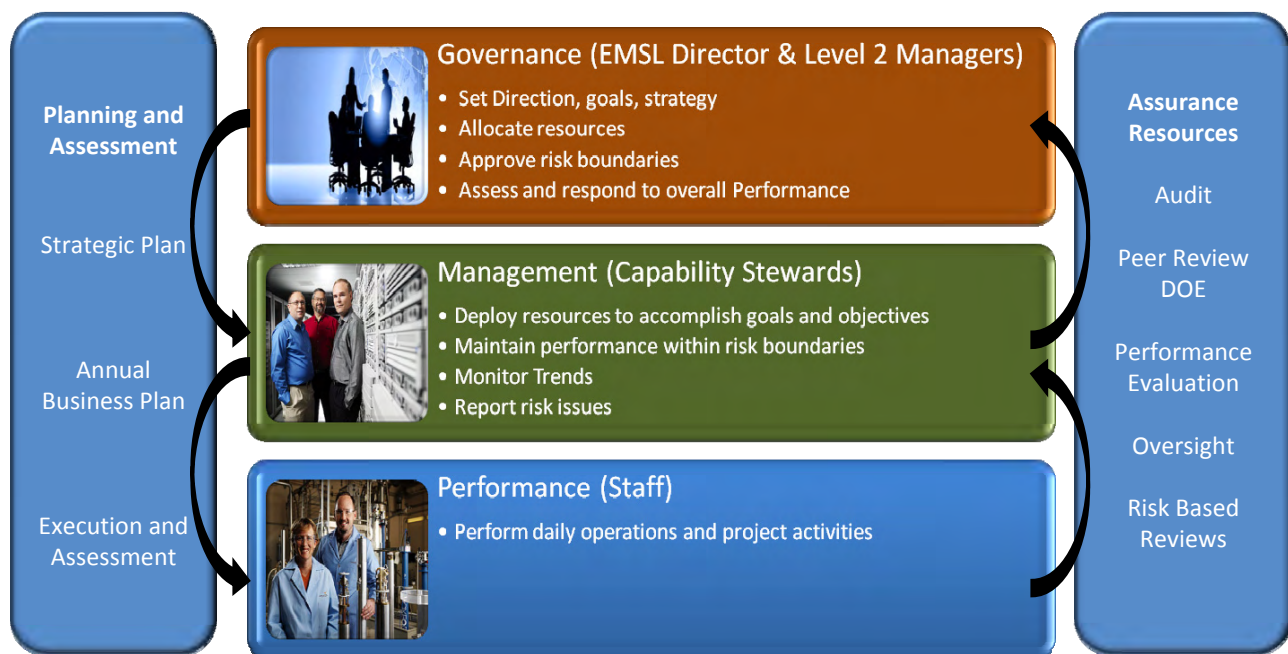 Planning and
Assessment
Strategic Plan
Annual
Business Plan
Execution and
Assessment
Governance (EMSL Director & Level 2 Managers)
• Set Direction, goals, strategy
• Allocate resources
• Approve risk boundaries
• Assess and respond to overall Performance
Management (Capability Stewards)
• Deploy resources to accomplish goals and objectives
• Maintain performance within risk boundaries
• Monitor Trends
• Report risk issues
Performance (Staff)
• Perform daily operations and project activities
Assurance
Resources
Audit
Peer Review
DOE
Performance
Evaluation
Oversight
Risk Based
Reviews